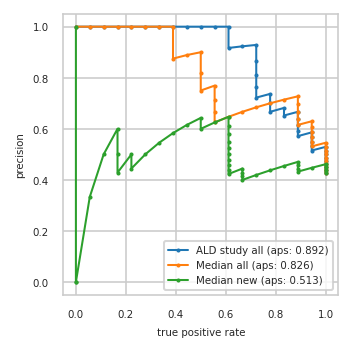 1.0
0.8
0.6
0.4
0.2
0.0
precision
ALD study all (aps: 0.892)
Median all (aps: 0.826)
Median new (aps: 0.513)
0.0 0.2 0.4 0.6 0.8 1.0
true positive rate